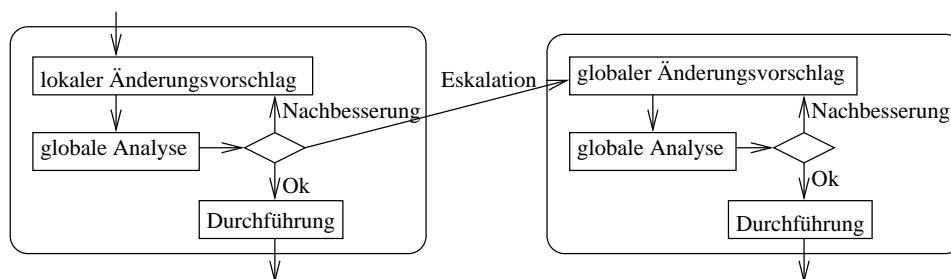 lokaler Änderungsvorschlag
Nachbesserung
globale Analyse
Ok
Durchführung
Eskalation
globaler Änderungsvorschlag
Nachbesserung
globale Analyse
Ok
Durchführung